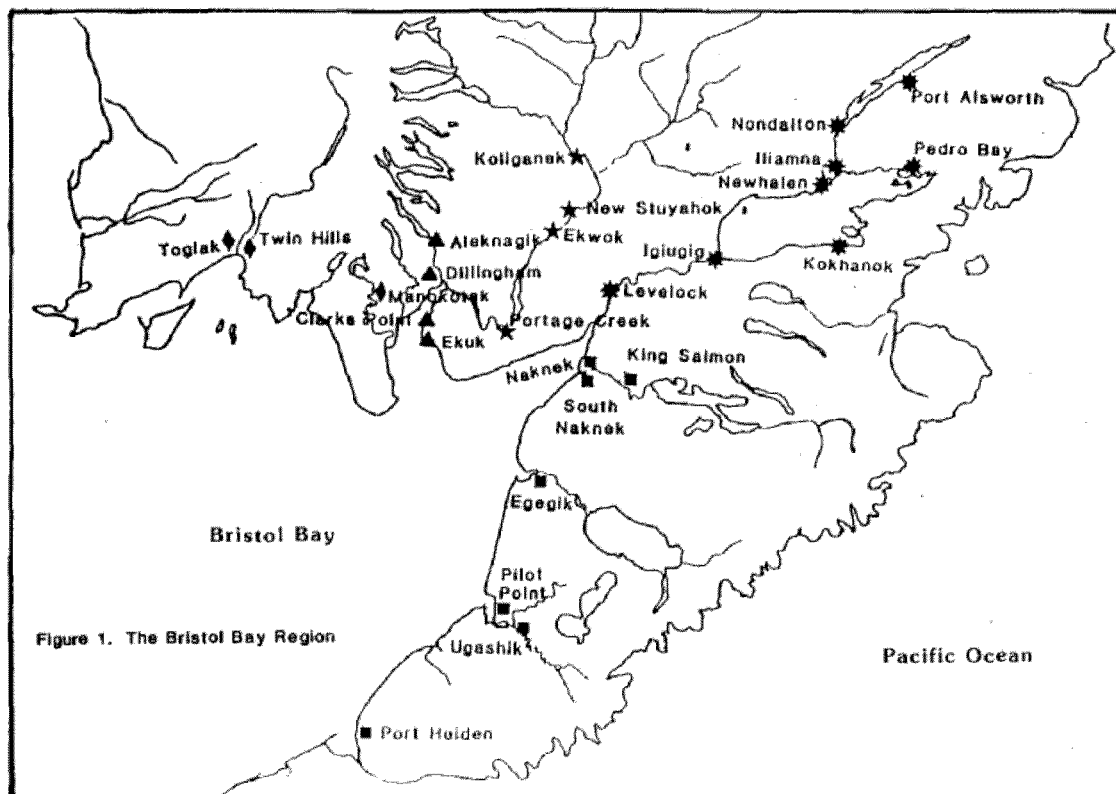 Port Alsworth
Nondalton
Koliganek
Iliamna
Pedro Bay
Newhalen
New Stuyahok
Togiak
Twin Hills
Aleknagik
Ekwok
Igiugig
Kokhanok
Dillingham
Manokotak
Levelock
Clarks Point
Portage Creek
Ekuk
Naknek
King Salmon
South
Naknek
Egegik
Bristol Bay
Pilot
Point
Figure 1. The Bristol Bay Region
Ugashik
Pacific Ocean
Port Heiden